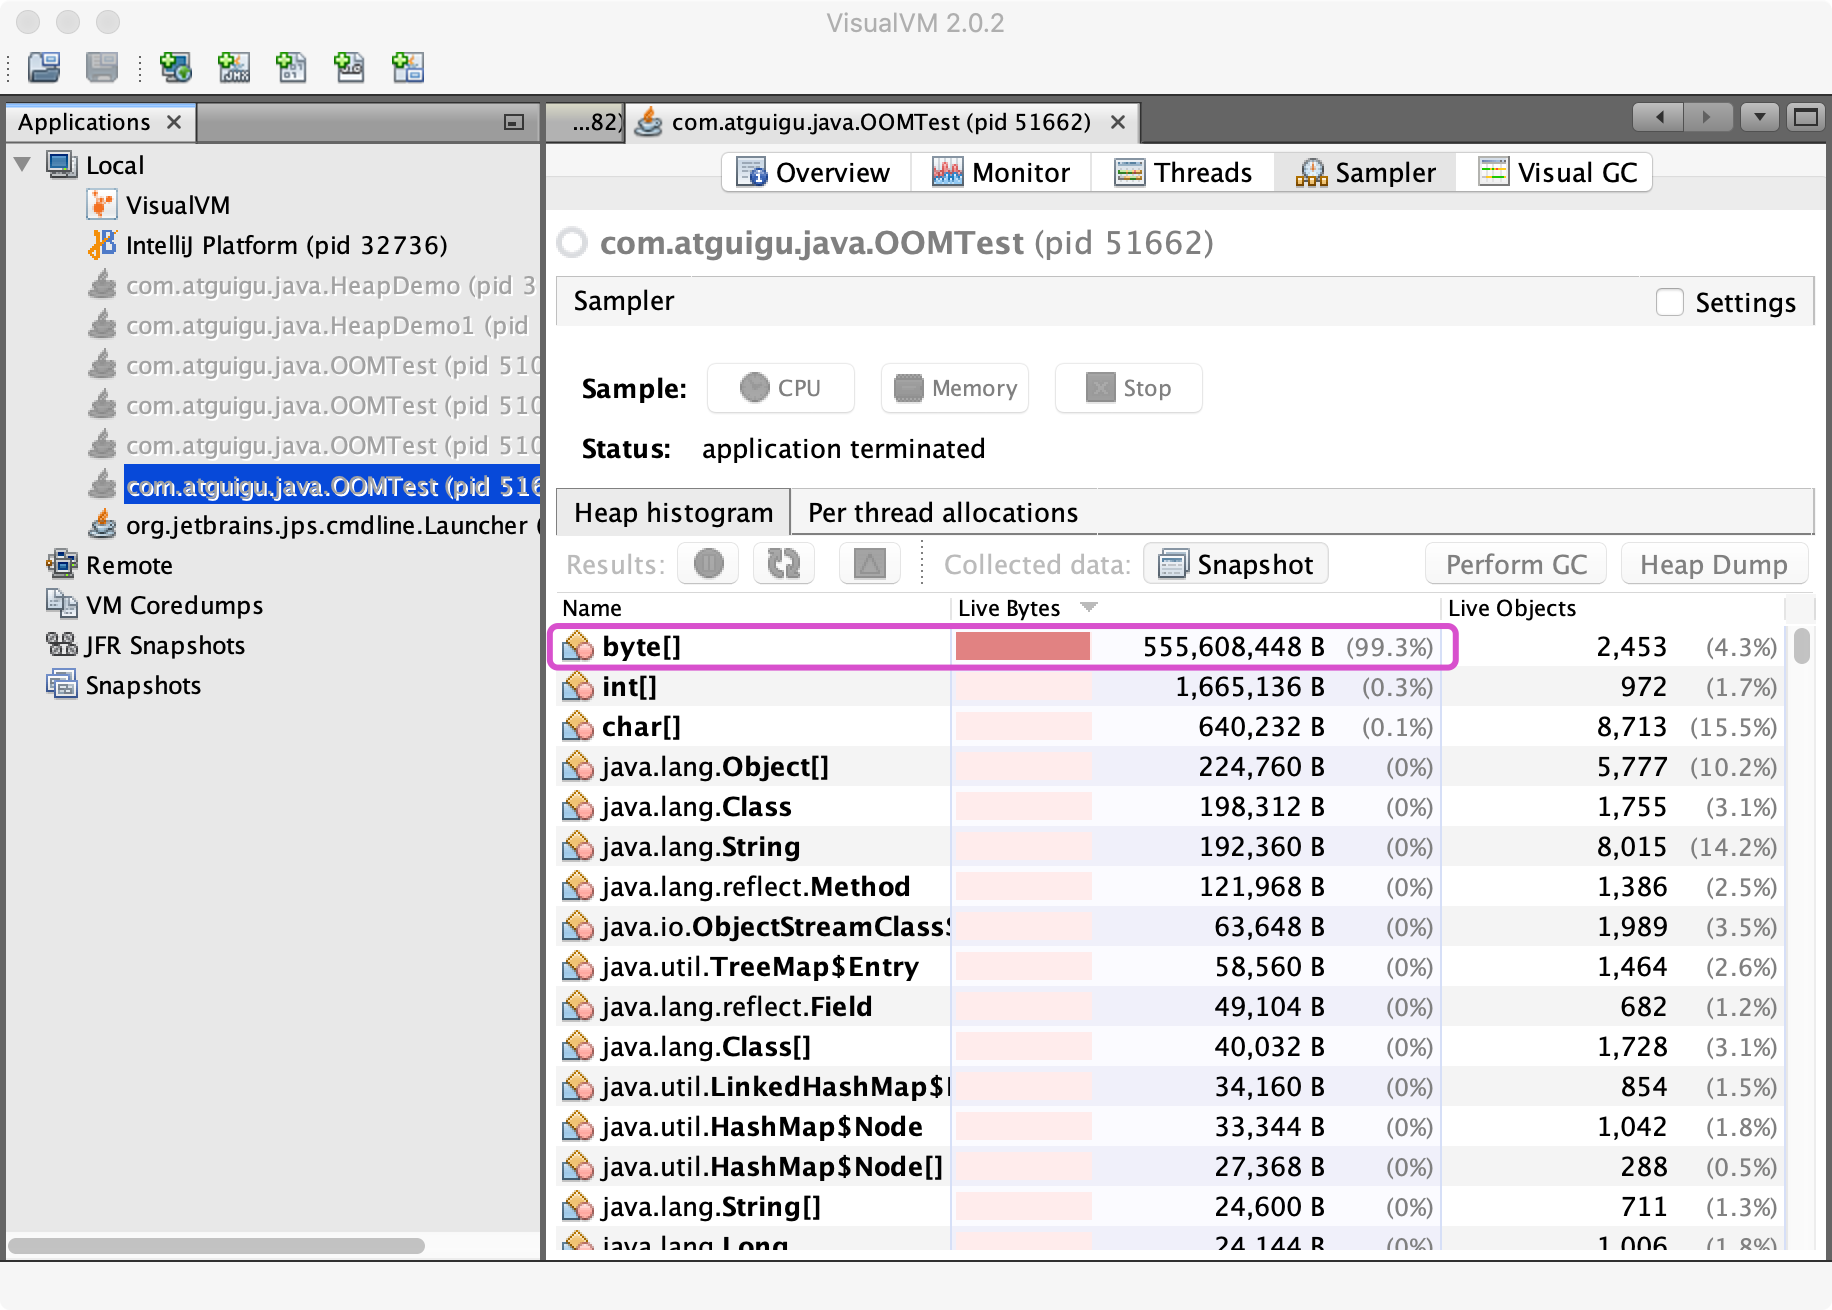 VisualVM 2.0.2
Applications
...82)
com.atguigu.java.OOMTest (pid 51662)
Local
VisualVM
IntelliJ Platform (pid 32736)
com.atguigu.java.HeapDemo (pid 3
com.atguigu.java.HeapDemo1 (pid
com.atguigu.java.OOMTest (pid 510
com.atguigu.java.OOMTest (pid 510
com.atguigu.java.OOMTest (pid 510
com.atguigu.java.OOMTest (pid 516
org.jetbrains.jps.cmdline.Launcher (
Remote
VM Coredumps
JFR Snapshots
Snapshots
Overview Monitor Threads Sampler Visual GC
com.atguigu.java.OOMTest (pid 51662)
Sampler Settings
Sample: CPU Memory Stop
Status: application terminated
Heap histogram Per thread allocations
Results: Collected data: Snapshot Perform GC Heap Dump
Name Live Bytes Live Objects
byte[] 555,608,448 B (99.3%) 2,453 (4.3%)
int[] 1,665,136 B (0.3%) 972 (1.7%)
char[] 640,232 B (0.1%) 8,713 (15.5%)
java.lang.Object[] 224,760 B (0%) 5,777 (10.2%)
java.lang.Class 198,312 B (0%) 1,755 (3.1%)
java.lang.String 192,360 B (0%) 8,015 (14.2%)
java.lang.reflect.Method 121,968 B (0%) 1,386 (2.5%)
java.io.ObjectStreamClass$ 63,648 B (0%) 1,989 (3.5%)
java.util.TreeMap$Entry 58,560 B (0%) 1,464 (2.6%)
java.lang.reflect.Field 49,104 B (0%) 682 (1.2%)
java.lang.Class[] 40,032 B (0%) 1,728 (3.1%)
java.util.LinkedHashMap$ 34,160 B (0%) 854 (1.5%)
java.util.HashMap$Node 33,344 B (0%) 1,042 (1.8%)
java.util.HashMap$Node[] 27,368 B (0%) 288 (0.5%)
java.lang.String[] 24,600 B (0%) 711 (1.3%)
java.lang.Long 24,144 B (0%) 1,006 (1.8%)